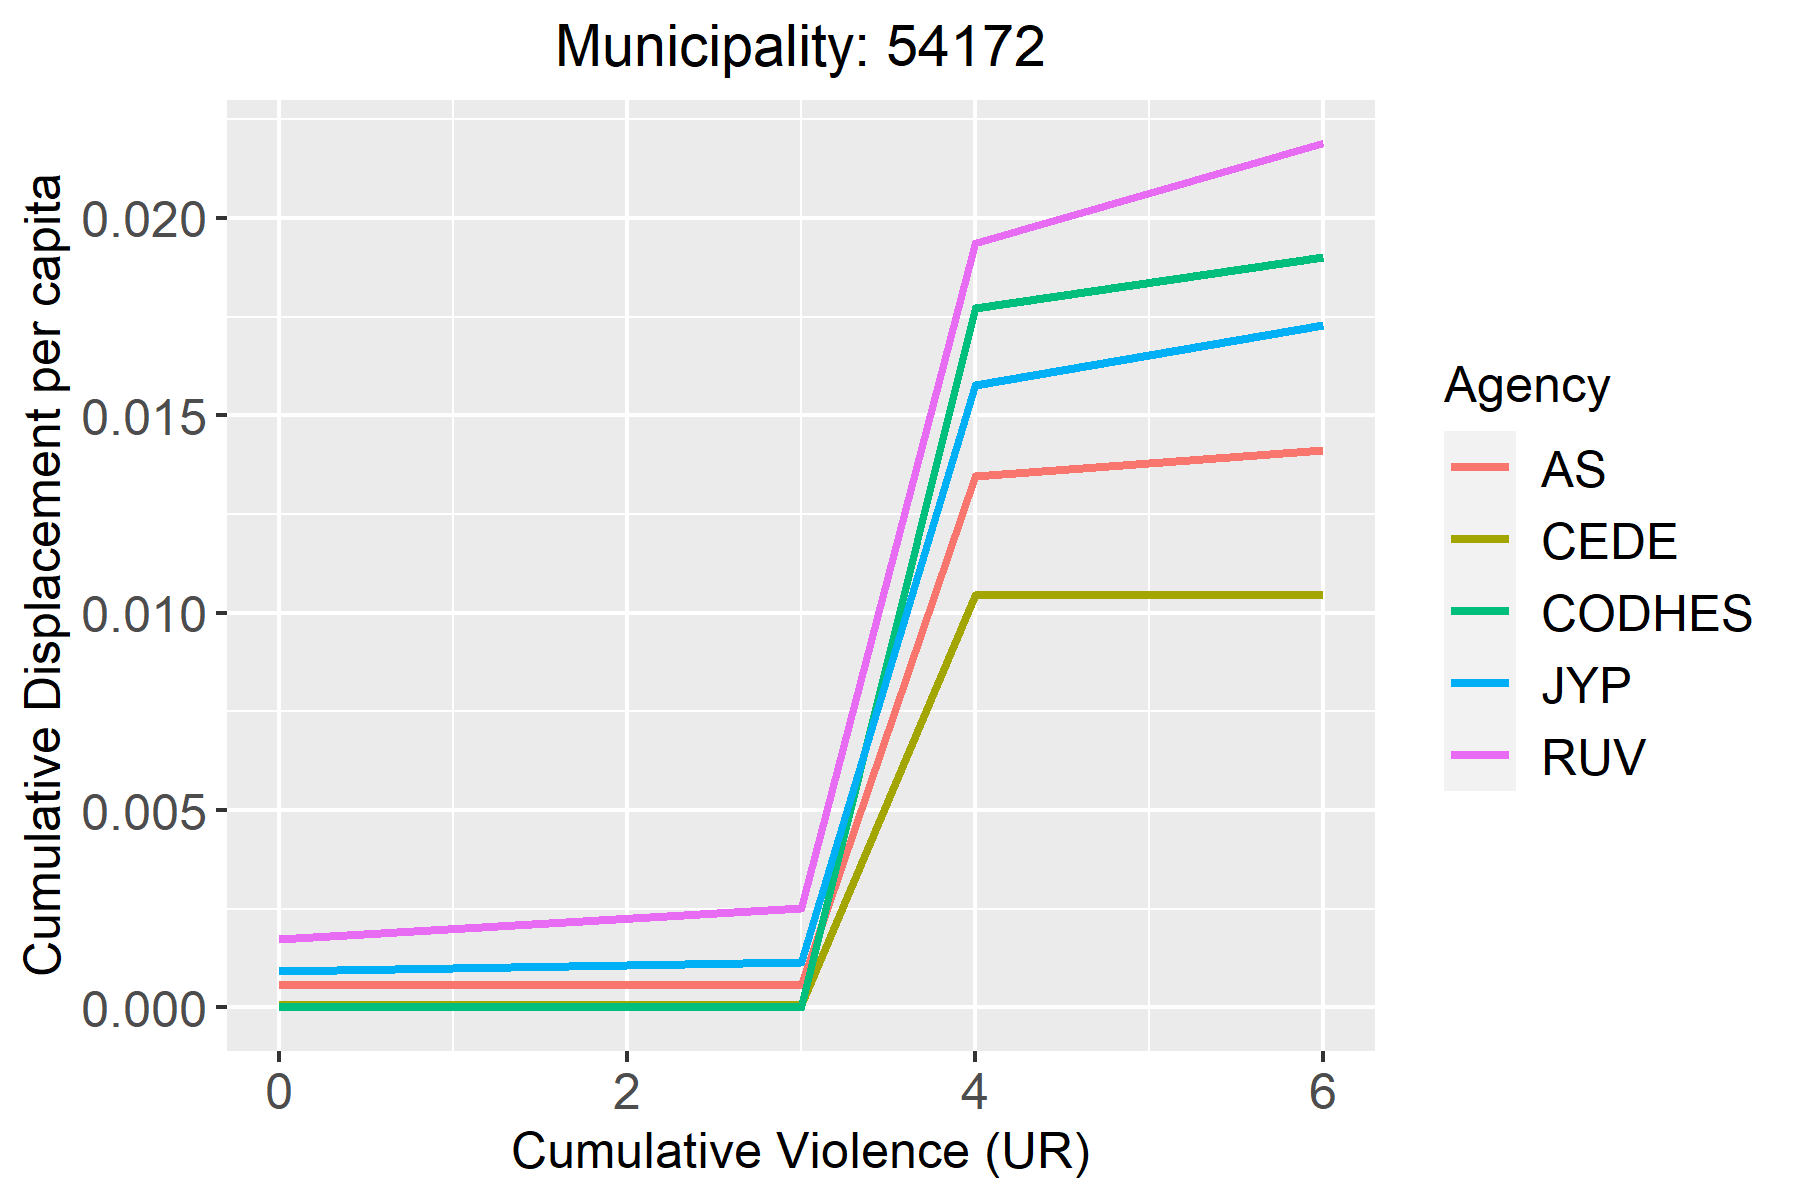 Municipality: 54172
Cumulative Displacement per capita
0.020
0.015
0.010
0.005
0.000
0 2 4 6
Cumulative Violence (UR)
Agency
AS
CEDE
CODHES
JYP
RUV